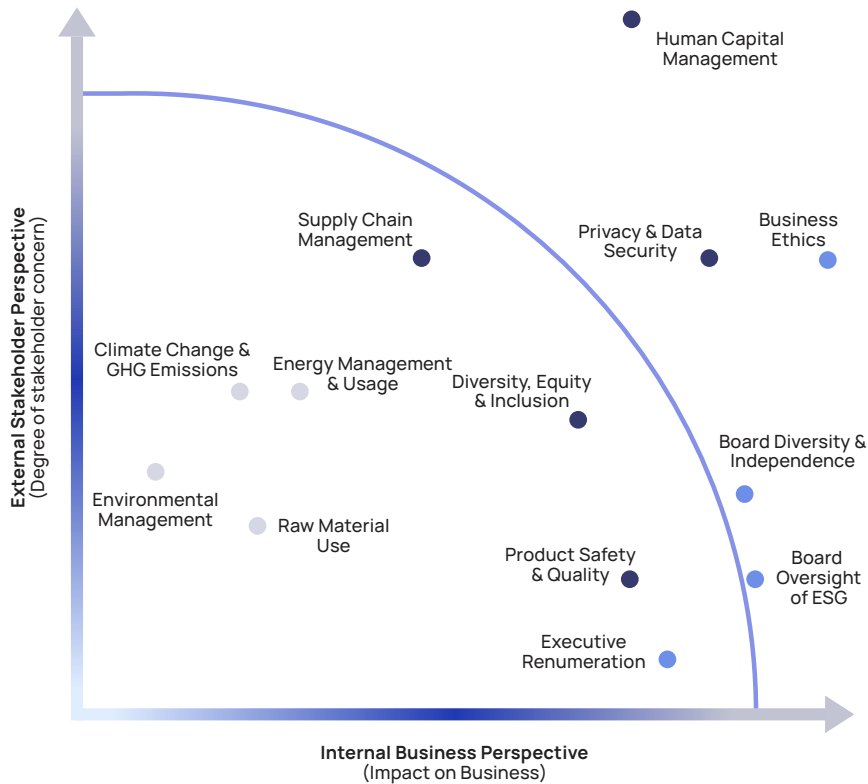 Human Capital
Management
Supply Chain
Management
Privacy & Data
Security
Business
Ethics
Climate Change &
GHG Emissions
Energy Management
& Usage
Diversity, Equity
& Inclusion
Board Diversity &
Independence
Environmental
Management
Raw Material
Use
Product Safety
& Quality
Board
Oversight
of ESG
Executive
Renumeration
External Stakeholder Perspective
(Degree of stakeholder concern)
Internal Business Perspective
(Impact on Business)